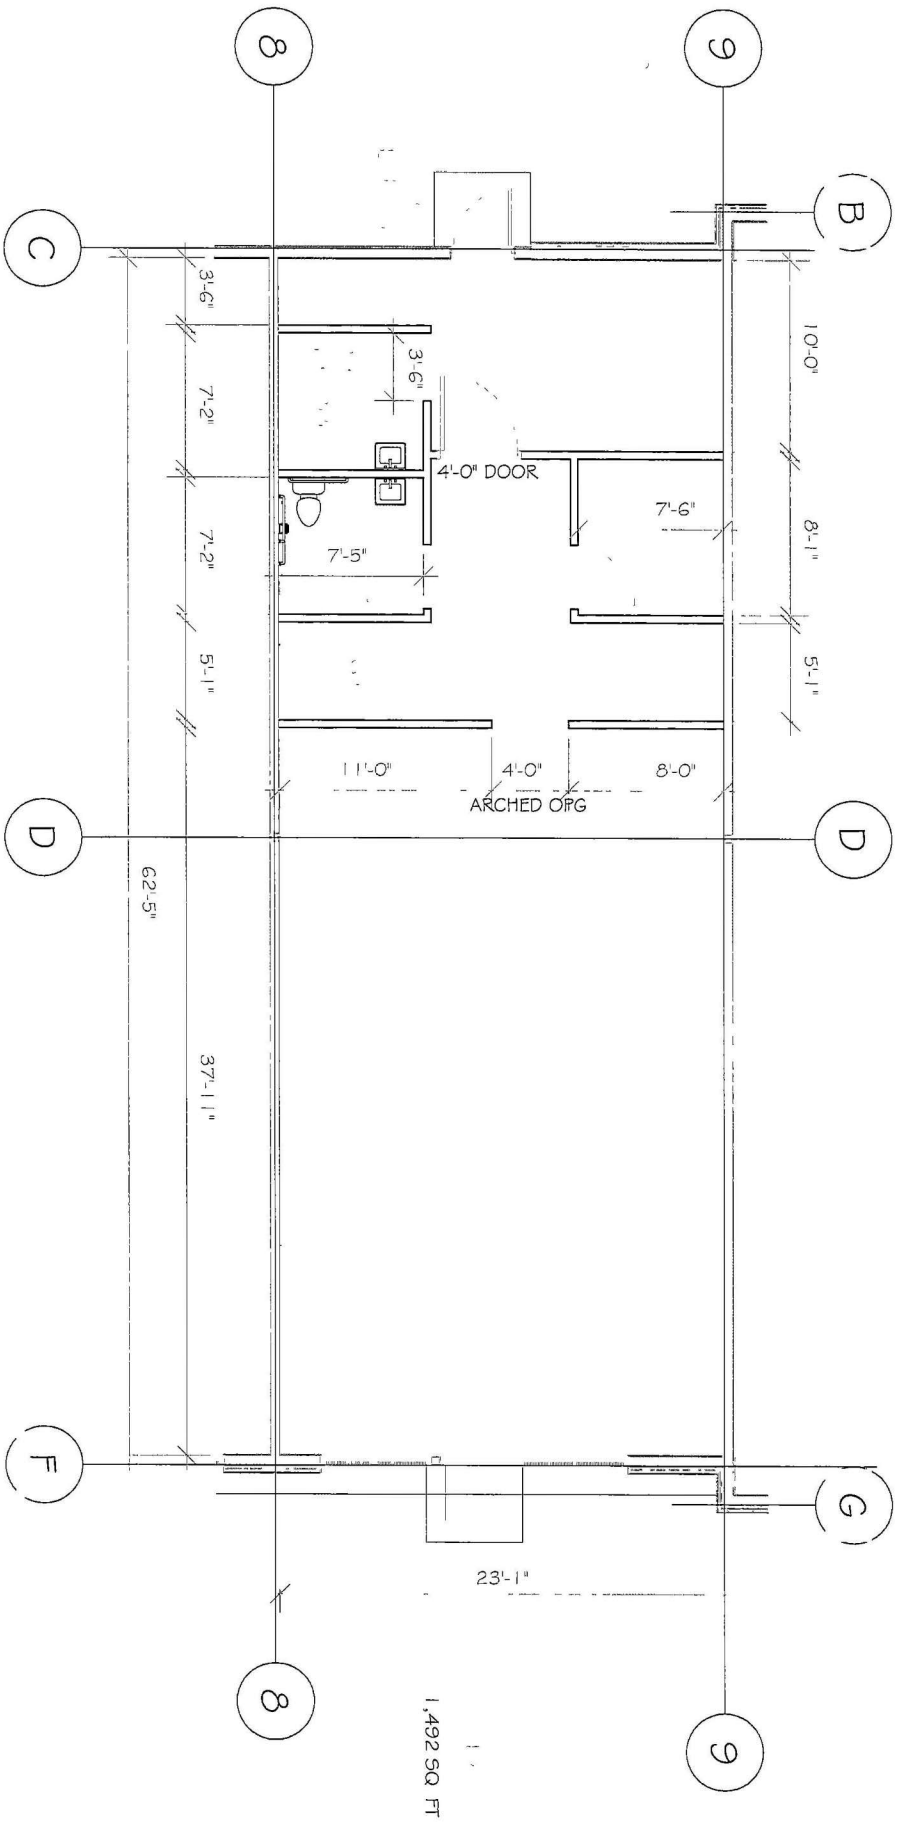 8
9
B
C
3'-6"
10'-0"
3'-6"
7'-2"
4'-0" DOOR
7'-6"
7'-2"
7'-5"
8'-1"
5'-1"
5'-1"
11'-0"
4'-0"
8'-0"
ARCHED OPG
D
D
62'-5"
37'-11"
F
G
23'-1"
8
9
1,492 SQ FT